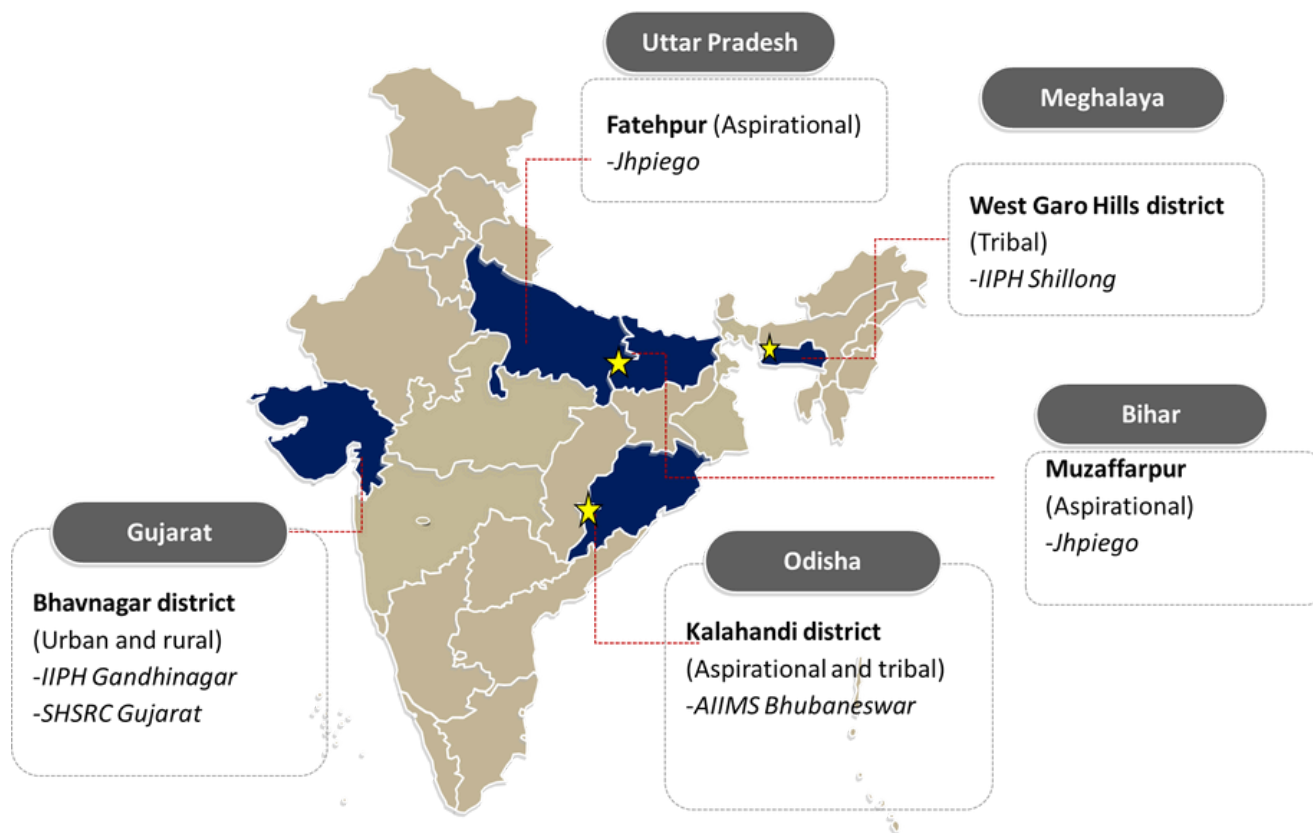 Uttar Pradesh
Fatehpur (Aspirational)
-Jhpiego
Meghalaya
West Garo Hills district
(Tribal)
-IIPH Shillong
Bihar
Muzaffarpur
(Aspirational)
-Jhpiego
Gujarat
Bhavnagar district
(Urban and rural)
-IIPH Gandhinagar
-SHSRC Gujarat
Odisha
Kalahandi district
(Aspirational and tribal)
-AIIMS Bhubaneswar